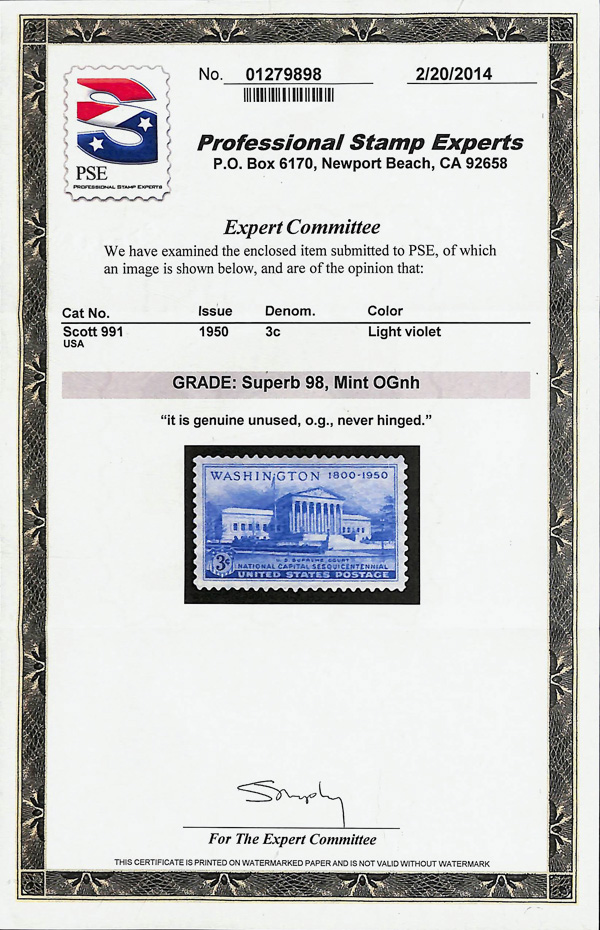 No. 01279898 2/20/2014
PSE
PROFESSIONAL STAMP EXPERTS
Professional Stamp Experts
P.O. Box 6170, Newport Beach, CA 92658
Expert Committee
We have examined the enclosed item submitted to PSE, of which
an image is shown below, and are of the opinion that:
Cat No. Issue Denom. Color
Scott 991 1950 3c Light violet
USA
GRADE: Superb 98, Mint OGnh
“it is genuine unused, o.g., never hinged.”
WASHINGTON 1800-1950
U.S. SUPREME COURT
3¢ NATIONAL CAPITAL SESQUICENTENNIAL
UNITED STATES POSTAGE
For The Expert Committee
THIS CERTIFICATE IS PRINTED ON WATERMARKED PAPER AND IS NOT VALID WITHOUT WATERMARK